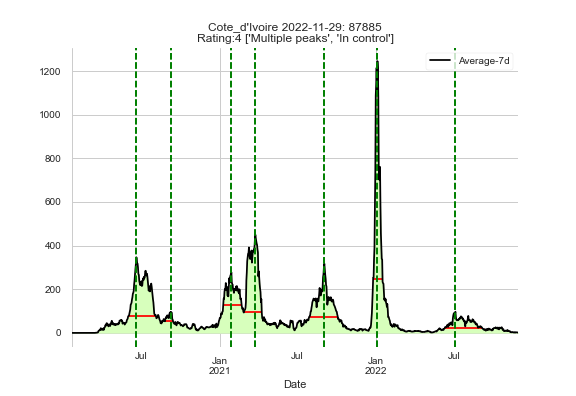 Cote_d'Ivoire 2022-11-29: 87885
Rating:4 ['Multiple peaks', 'In control']
Average-7d
1200
1000
800
600
400
200
0
Jul
Jan
2021
Jul
Jan
2022
Jul
Date